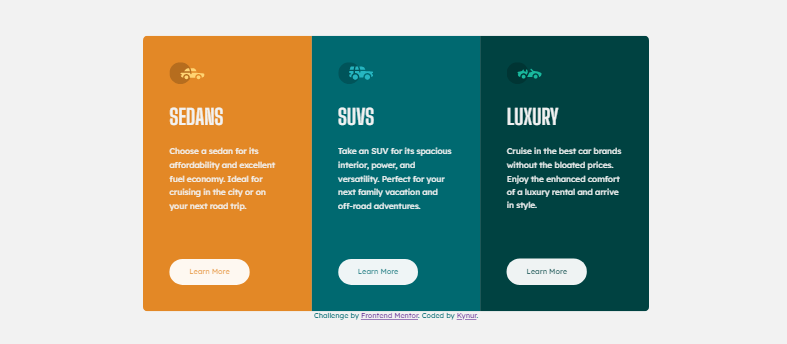 SEDANS
Choose a sedan for its
affordability and excellent
fuel economy. Ideal for
cruising in the city or on
your next road trip.
Learn More
SUVS
Take an SUV for its spacious
interior, power, and
versatility. Perfect for your
next family vacation and
off-road adventures.
Learn More
LUXURY
Cruise in the best car brands
without the bloated prices.
Enjoy the enhanced comfort
of a luxury rental and arrive
in style.
Learn More
Challenge by Frontend Mentor. Coded by Kynur.